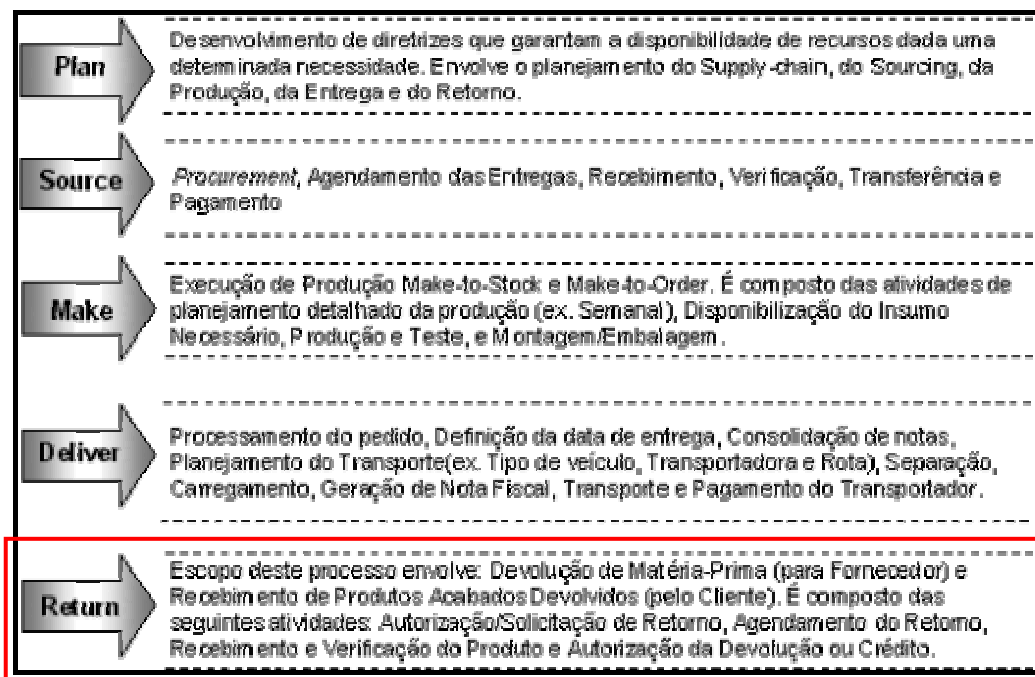 Plan
Desenvolvimento de diretrizes que garantam a disponibilidade de recursos dada uma
determinada necessidade. Envolve o planejamento do Supply-chain, do Sourcing, da
Produção, da Entrega e do Retorno.
Source
Procurement, Agendamento das Entregas, Recebimento, Verificação, Transferência e
Pagamento
Make
Execução de Produção Make-to-Stock e Make-to-Order. É composto das atividades de
planejamento detalhado da produção (ex. Semanal), Disponibilização do Insumo
Necessário, Produção e Teste, e Montagem/Embalagem.
Deliver
Processamento do pedido, Definição da data de entrega, Consolidação de notas,
Planejamento do Transporte(ex. Tipo de veículo, Transportadora e Rota), Separação,
Carregamento, Geração de Nota Fiscal, Transporte e Pagamento do Transportador.
Return
Escopo deste processo envolve: Devolução de Matéria-Prima (para Fornecedor) e
Recebimento de Produtos Acabados Devolvidos (pelo Cliente). É composto das
seguintes atividades: Autorização/Solicitação de Retorno, Agendamento do Retorno,
Recebimento e Verificação do Produto e Autorização da Devolução ou Crédito.